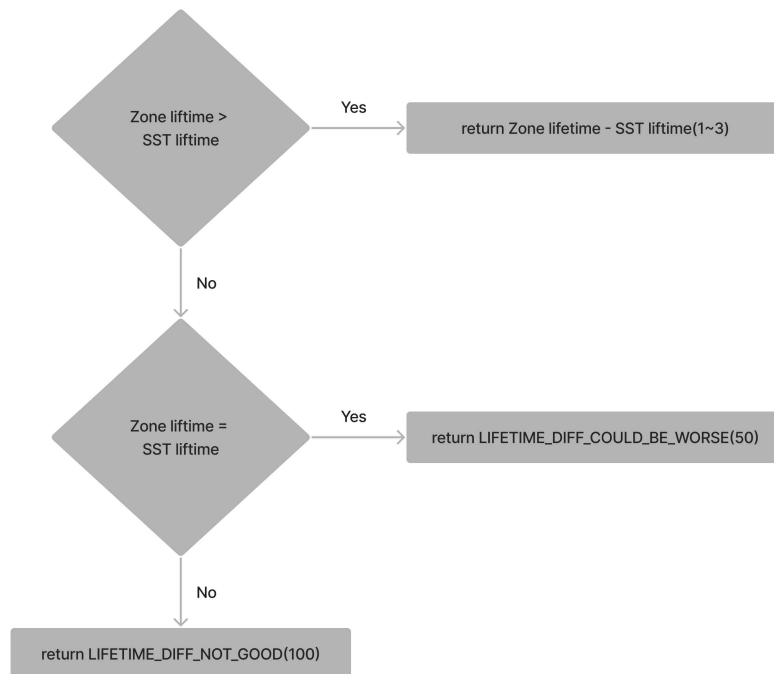 Zone liftime >
SST liftime
Yes
return Zone lifetime - SST liftime(1~3)
No
Zone liftime =
SST liftime
Yes
return LIFETIME_DIFF_COULD_BE_WORSE(50)
No
return LIFETIME_DIFF_NOT_GOOD(100)